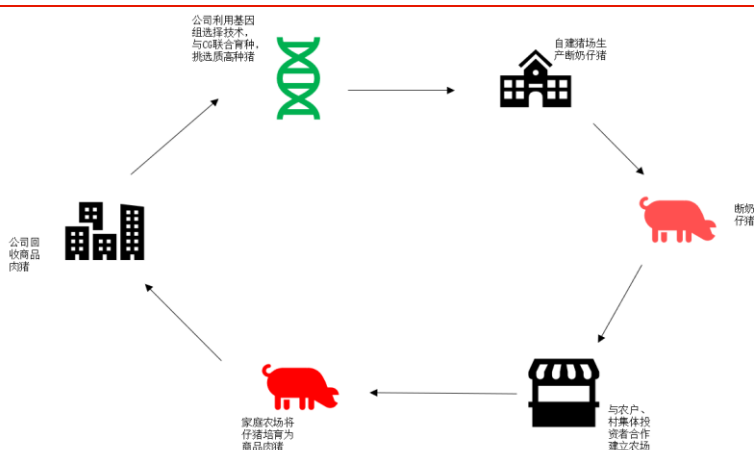 公司利用基因
组选择技术，
与CG联合育种，
挑选质高种猪
自建猪场生
产断奶仔猪
断奶
仔猪
与农户、
村集体投
资者合作
建立农场
家庭农场将
仔猪培育为
商品肉猪
公司回
收商品
肉猪